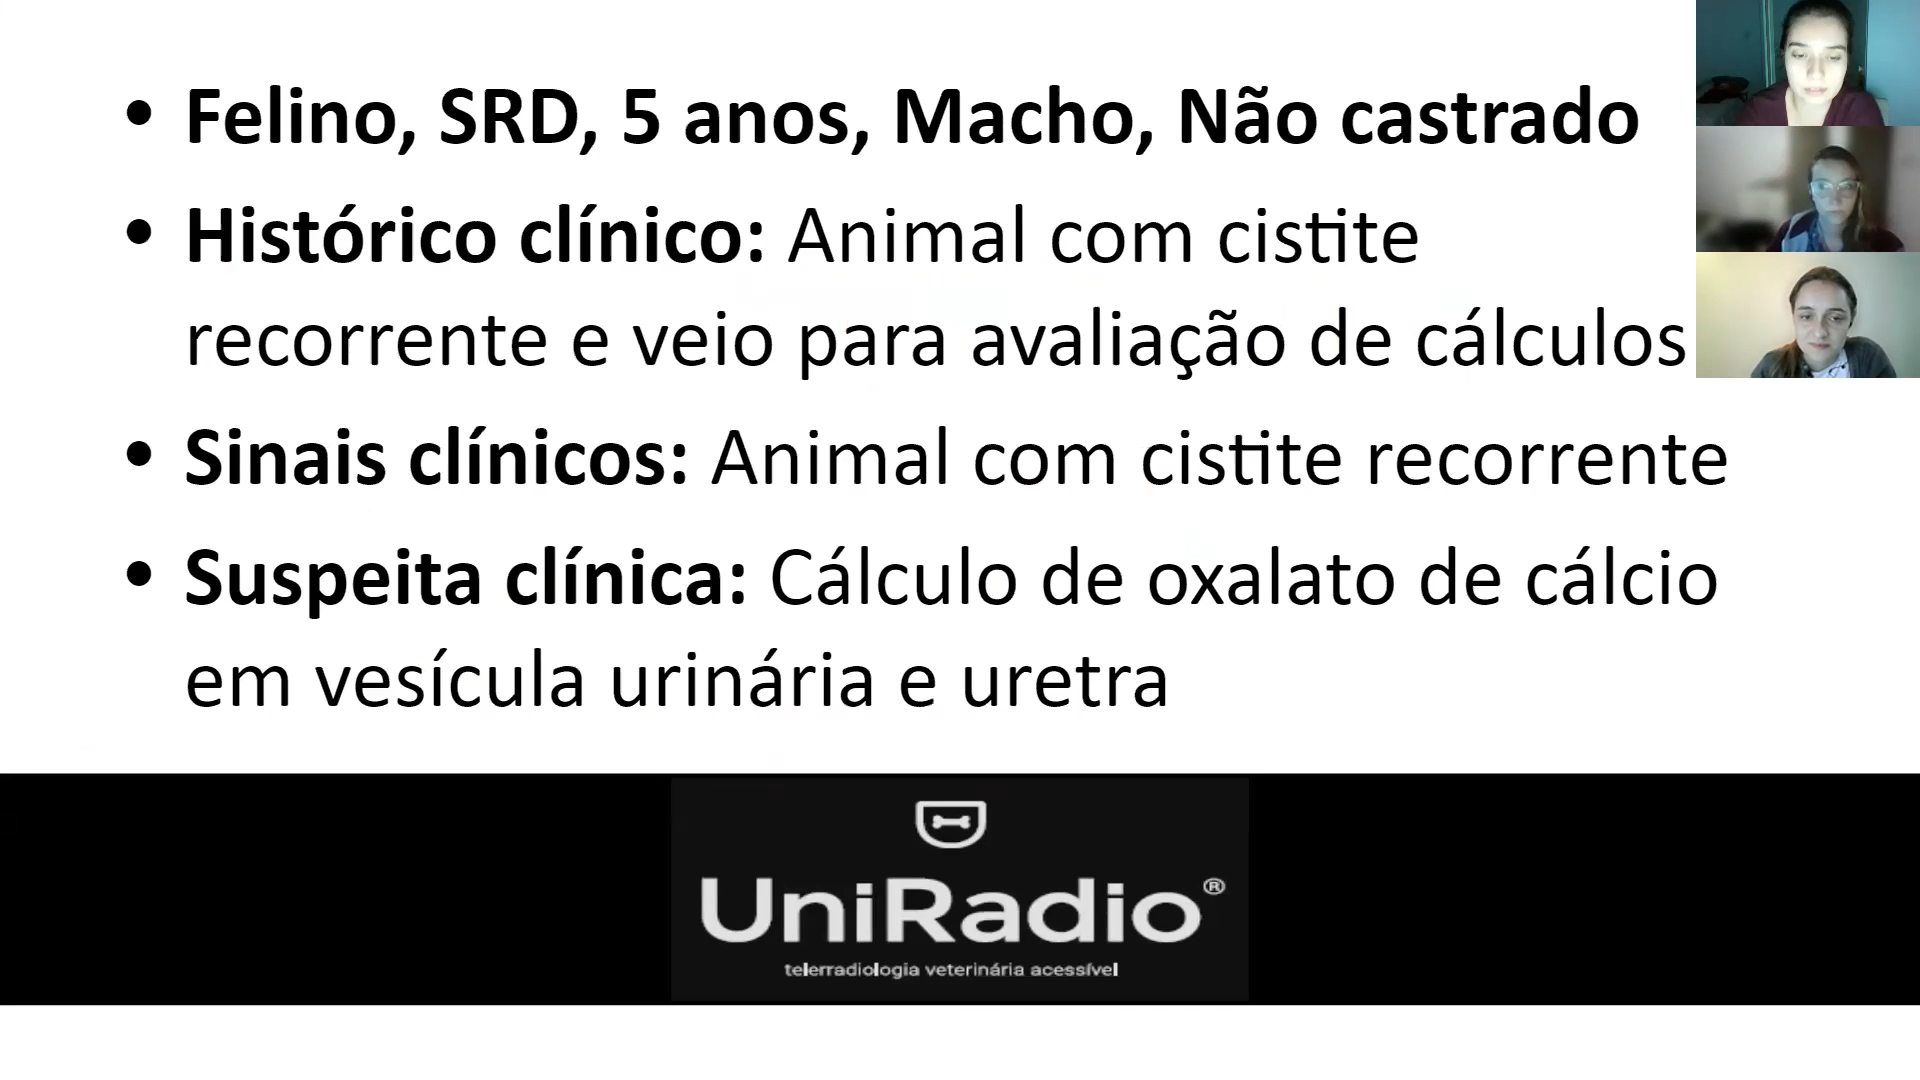 • Felino, SRD, 5 anos, Macho, Não castrado
• Histórico clínico: Animal com cistite
recorrente e veio para avaliação de cálculos
• Sinais clínicos: Animal com cistite recorrente
• Suspeita clínica: Cálculo de oxalato de cálcio
em vesícula urinária e uretra
UniRadio®
telerradiologia veterinária acessível